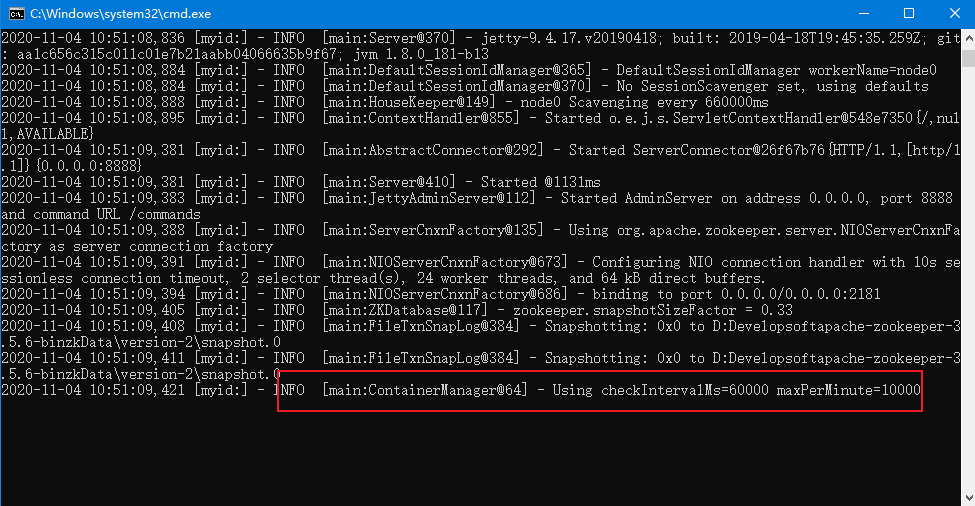 C:\Windows\system32\cmd.exe
2020-11-04 10:51:08,836 [myid:] - INFO  [main:Server@370] - jetty-9.4.17.v20190418; built: 2019-04-18T19:45:35.259Z; git
: aa1c656c315c011c01e7b21aabb04066635b9f67; jvm 1.8.0_181-b13
2020-11-04 10:51:08,884 [myid:] - INFO  [main:DefaultSessionIdManager@365] - DefaultSessionIdManager workerName=node0
2020-11-04 10:51:08,884 [myid:] - INFO  [main:DefaultSessionIdManager@370] - No SessionScavenger set, using defaults
2020-11-04 10:51:08,888 [myid:] - INFO  [main:HouseKeeper@149] - node0 Scavenging every 660000ms
2020-11-04 10:51:08,895 [myid:] - INFO  [main:ContextHandler@855] - Started o.e.j.s.ServletContextHandler@548e7350{/,nul
l,AVAILABLE}
2020-11-04 10:51:09,381 [myid:] - INFO  [main:AbstractConnector@292] - Started ServerConnector@26f67b76{HTTP/1.1,[http/1
.1]}{0.0.0.0:8888}
2020-11-04 10:51:09,381 [myid:] - INFO  [main:Server@410] - Started @1131ms
2020-11-04 10:51:09,383 [myid:] - INFO  [main:JettyAdminServer@112] - Started AdminServer on address 0.0.0.0, port 8888
and command URL /commands
2020-11-04 10:51:09,388 [myid:] - INFO  [main:ServerCnxnFactory@135] - Using org.apache.zookeeper.server.NIOServerCnxnFa
ctory as server connection factory
2020-11-04 10:51:09,391 [myid:] - INFO  [main:NIOServerCnxnFactory@673] - Configuring NIO connection handler with 10s se
ssionless connection timeout, 2 selector thread(s), 24 worker threads, and 64 kB direct buffers.
2020-11-04 10:51:09,394 [myid:] - INFO  [main:NIOServerCnxnFactory@686] - binding to port 0.0.0.0/0.0.0.0:2181
2020-11-04 10:51:09,405 [myid:] - INFO  [main:ZKDatabase@117] - zookeeper.snapshotSizeFactor = 0.33
2020-11-04 10:51:09,408 [myid:] - INFO  [main:FileTxnSnapLog@384] - Snapshotting: 0x0 to D:Developsoftapache-zookeeper-3
.5.6-binzkData\version-2\snapshot.0
2020-11-04 10:51:09,411 [myid:] - INFO  [main:FileTxnSnapLog@384] - Snapshotting: 0x0 to D:Developsoftapache-zookeeper-3
.5.6-binzkData\version-2\snapshot.0
2020-11-04 10:51:09,421 [myid:] - INFO  [main:ContainerManager@64] - Using checkIntervalMs=60000 maxPerMinute=10000